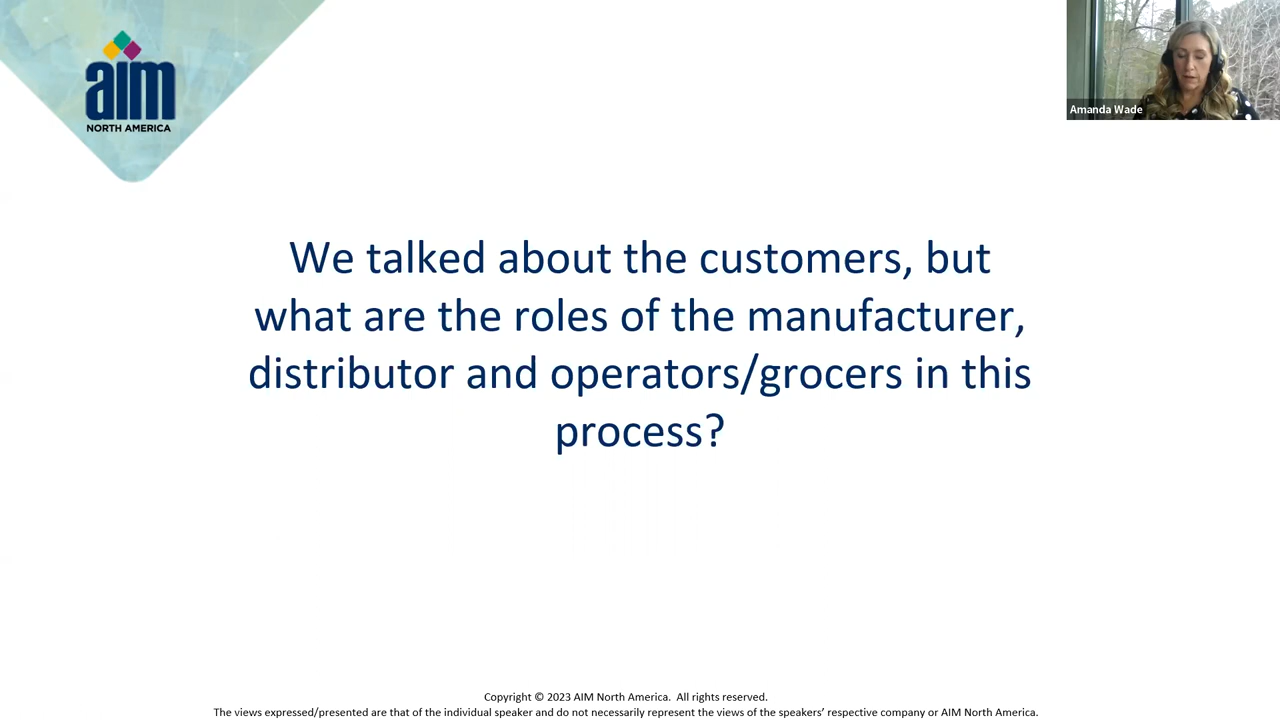 aim
NORTH AMERICA
Amanda Wade
We talked about the customers, but
what are the roles of the manufacturer,
distributor and operators/grocers in this
process?
Copyright © 2023 AIM North America.  All rights reserved.
The views expressed/presented are that of the individual speaker and do not necessarily represent the views of the speakers’ respective company or AIM North America.